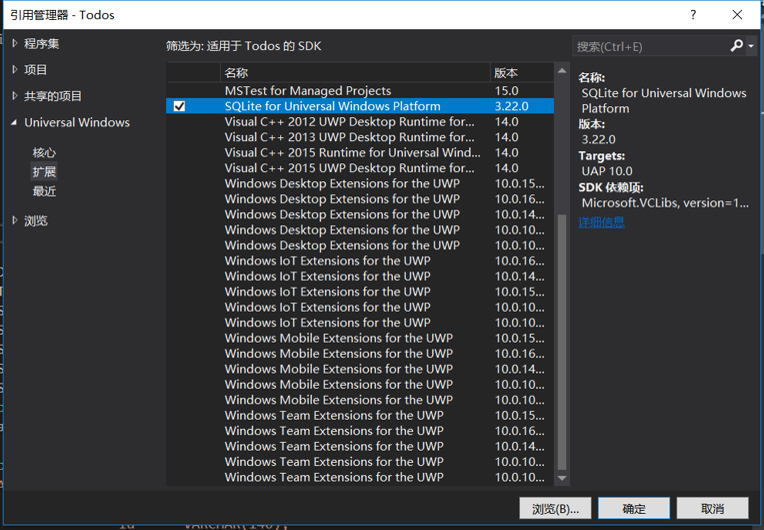 引用管理器 - Todos
? 
程序集
项目
共享的项目
Universal Windows
核心
扩展
最近
浏览
筛选为: 适用于 Todos 的 SDK
搜索(Ctrl+E)
名称 版本
MSTest for Managed Projects 15.0
SQLite for Universal Windows Platform 3.22.0
Visual C++ 2012 UWP Desktop Runtime for... 14.0
Visual C++ 2013 UWP Desktop Runtime for... 14.0
Visual C++ 2015 Runtime for Universal Wind... 14.0
Visual C++ 2015 UWP Desktop Runtime for... 14.0
Windows Desktop Extensions for the UWP 10.0.15...
Windows Desktop Extensions for the UWP 10.0.16...
Windows Desktop Extensions for the UWP 10.0.14...
Windows Desktop Extensions for the UWP 10.0.10...
Windows Desktop Extensions for the UWP 10.0.10...
Windows IoT Extensions for the UWP 10.0.15...
Windows IoT Extensions for the UWP 10.0.14...
Windows IoT Extensions for the UWP 10.0.16...
Windows IoT Extensions for the UWP 10.0.10...
Windows IoT Extensions for the UWP 10.0.10...
Windows Mobile Extensions for the UWP 10.0.15...
Windows Mobile Extensions for the UWP 10.0.16...
Windows Mobile Extensions for the UWP 10.0.14...
Windows Mobile Extensions for the UWP 10.0.10...
Windows Mobile Extensions for the UWP 10.0.10...
Windows Team Extensions for the UWP 10.0.15...
Windows Team Extensions for the UWP 10.0.16...
Windows Team Extensions for the UWP 10.0.14...
Windows Team Extensions for the UWP 10.0.10...
Windows Team Extensions for the UWP 10.0.10...
名称:
SQLite for Universal Windows
Platform
版本:
3.22.0
Targets:
UAP 10.0
SDK 依赖项:
Microsoft.VCLibs, version=1...
详细信息
浏览(B)... 确定 取消